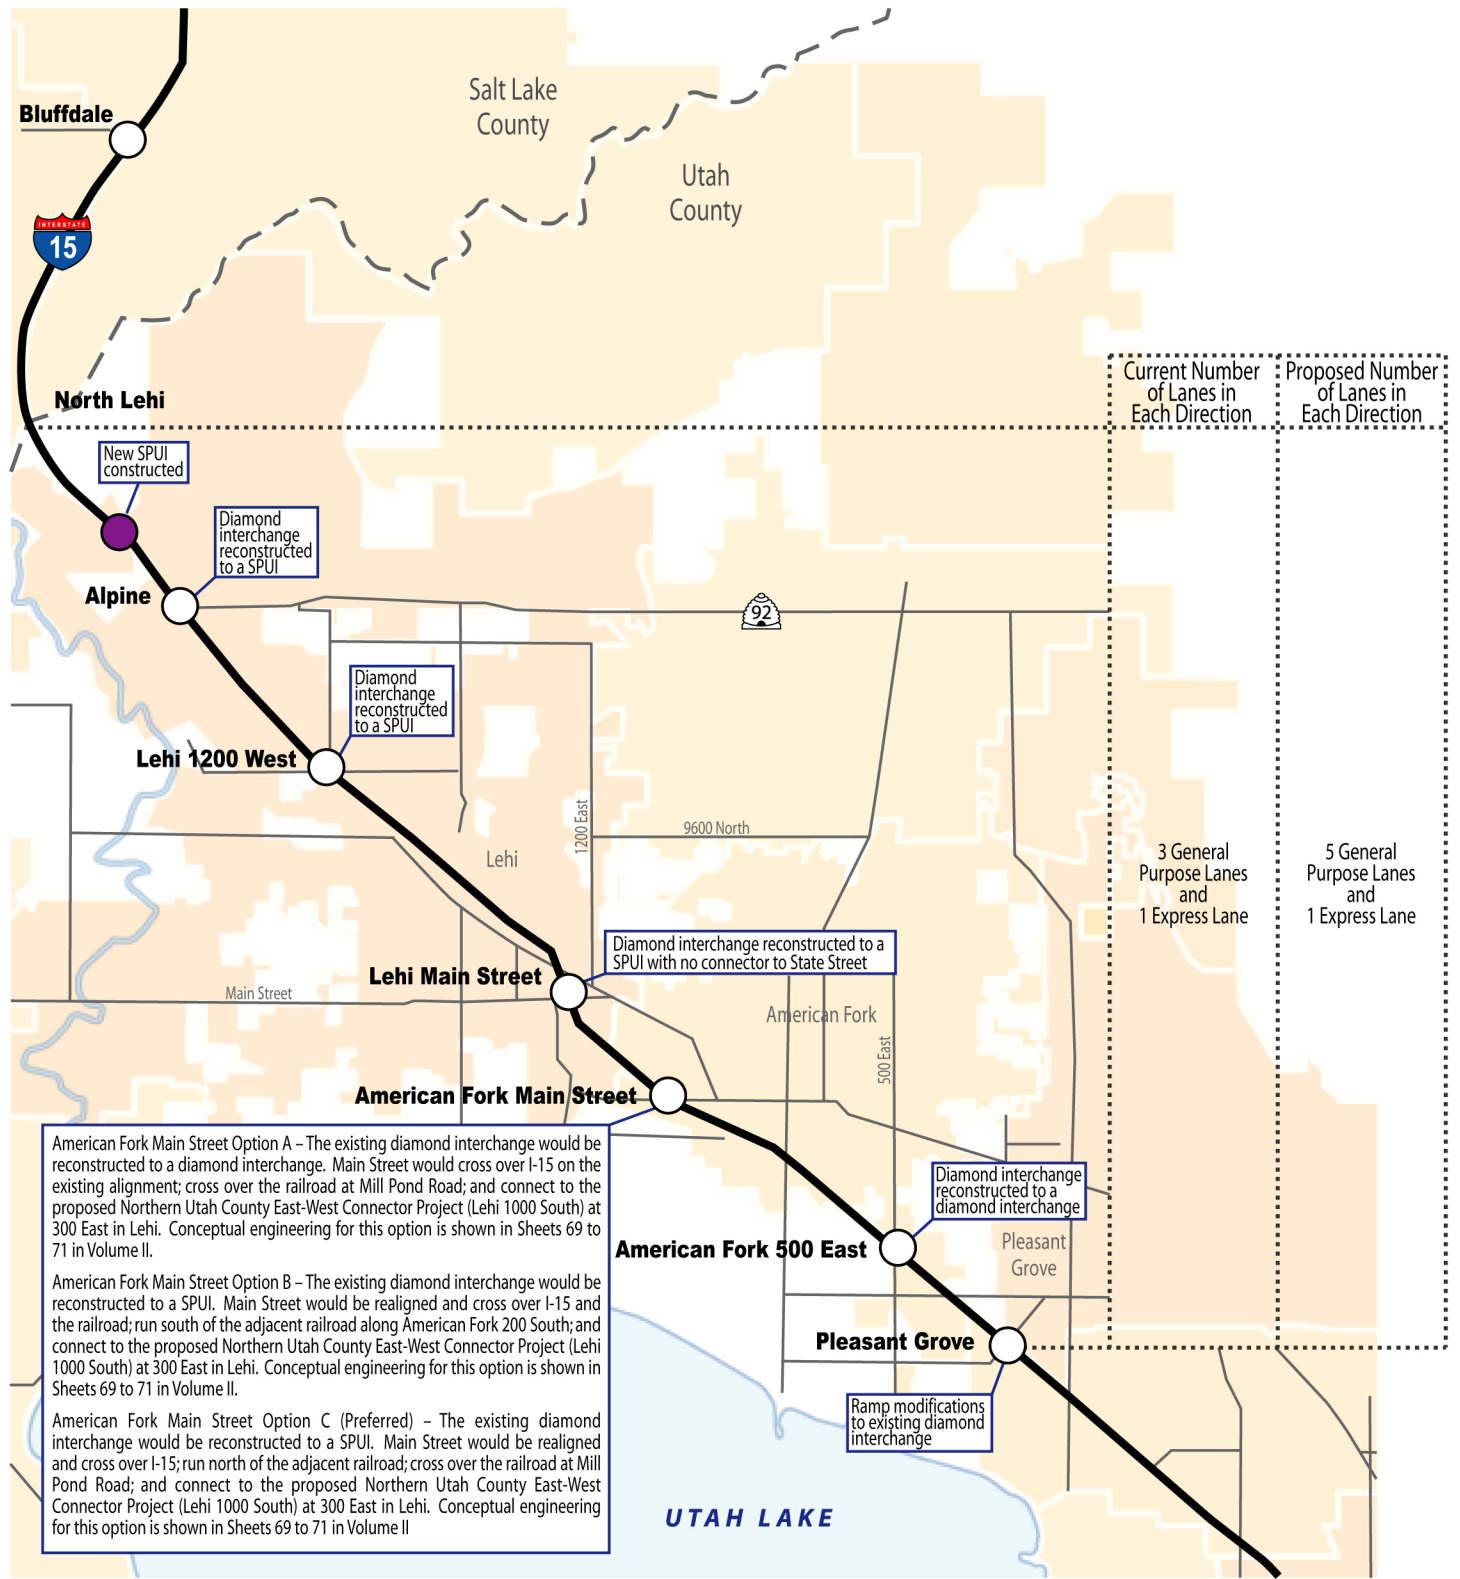 Salt Lake
County
Bluffdale
Utah
County
INTERSTATE
15
Current Number
of Lanes in
Each Direction
Proposed Number
of Lanes in
Each Direction
North Lehi
New SPUI
constructed
Diamond
interchange
reconstructed
to a SPUI
Alpine
92
Diamond
interchange
reconstructed
to a SPUI
Lehi 1200 West
1200 East
9600 North
Lehi
3 General
Purpose Lanes
and
1 Express Lane
5 General
Purpose Lanes
and
1 Express Lane
Diamond interchange reconstructed to a
SPUI with no connector to State Street
Lehi Main Street
Main Street
American Fork
500 East
American Fork Main Street
American Fork Main Street Option A – The existing diamond interchange would be
reconstructed to a diamond interchange. Main Street would cross over I-15 on the
existing alignment; cross over the railroad at Mill Pond Road; and connect to the
proposed Northern Utah County East-West Connector Project (Lehi 1000 South) at
300 East in Lehi. Conceptual engineering for this option is shown in Sheets 69 to
71 in Volume II.
American Fork Main Street Option B – The existing diamond interchange would be
reconstructed to a SPUI. Main Street would be realigned and cross over I-15 and
the railroad; run south of the adjacent railroad along American Fork 200 South; and
connect to the proposed Northern Utah County East-West Connector Project (Lehi
1000 South) at 300 East in Lehi. Conceptual engineering for this option is shown in
Sheets 69 to 71 in Volume II.
American Fork Main Street Option C (Preferred) – The existing diamond
interchange would be reconstructed to a SPUI. Main Street would be realigned
and cross over I-15; run north of the adjacent railroad; cross over the railroad at Mill
Pond Road; and connect to the proposed Northern Utah County East-West
Connector Project (Lehi 1000 South) at 300 East in Lehi. Conceptual engineering
for this option is shown in Sheets 69 to 71 in Volume II
Diamond interchange
reconstructed to a
diamond interchange
American Fork 500 East
Pleasant
Grove
Pleasant Grove
Ramp modifications
to existing diamond
interchange
UTAH LAKE